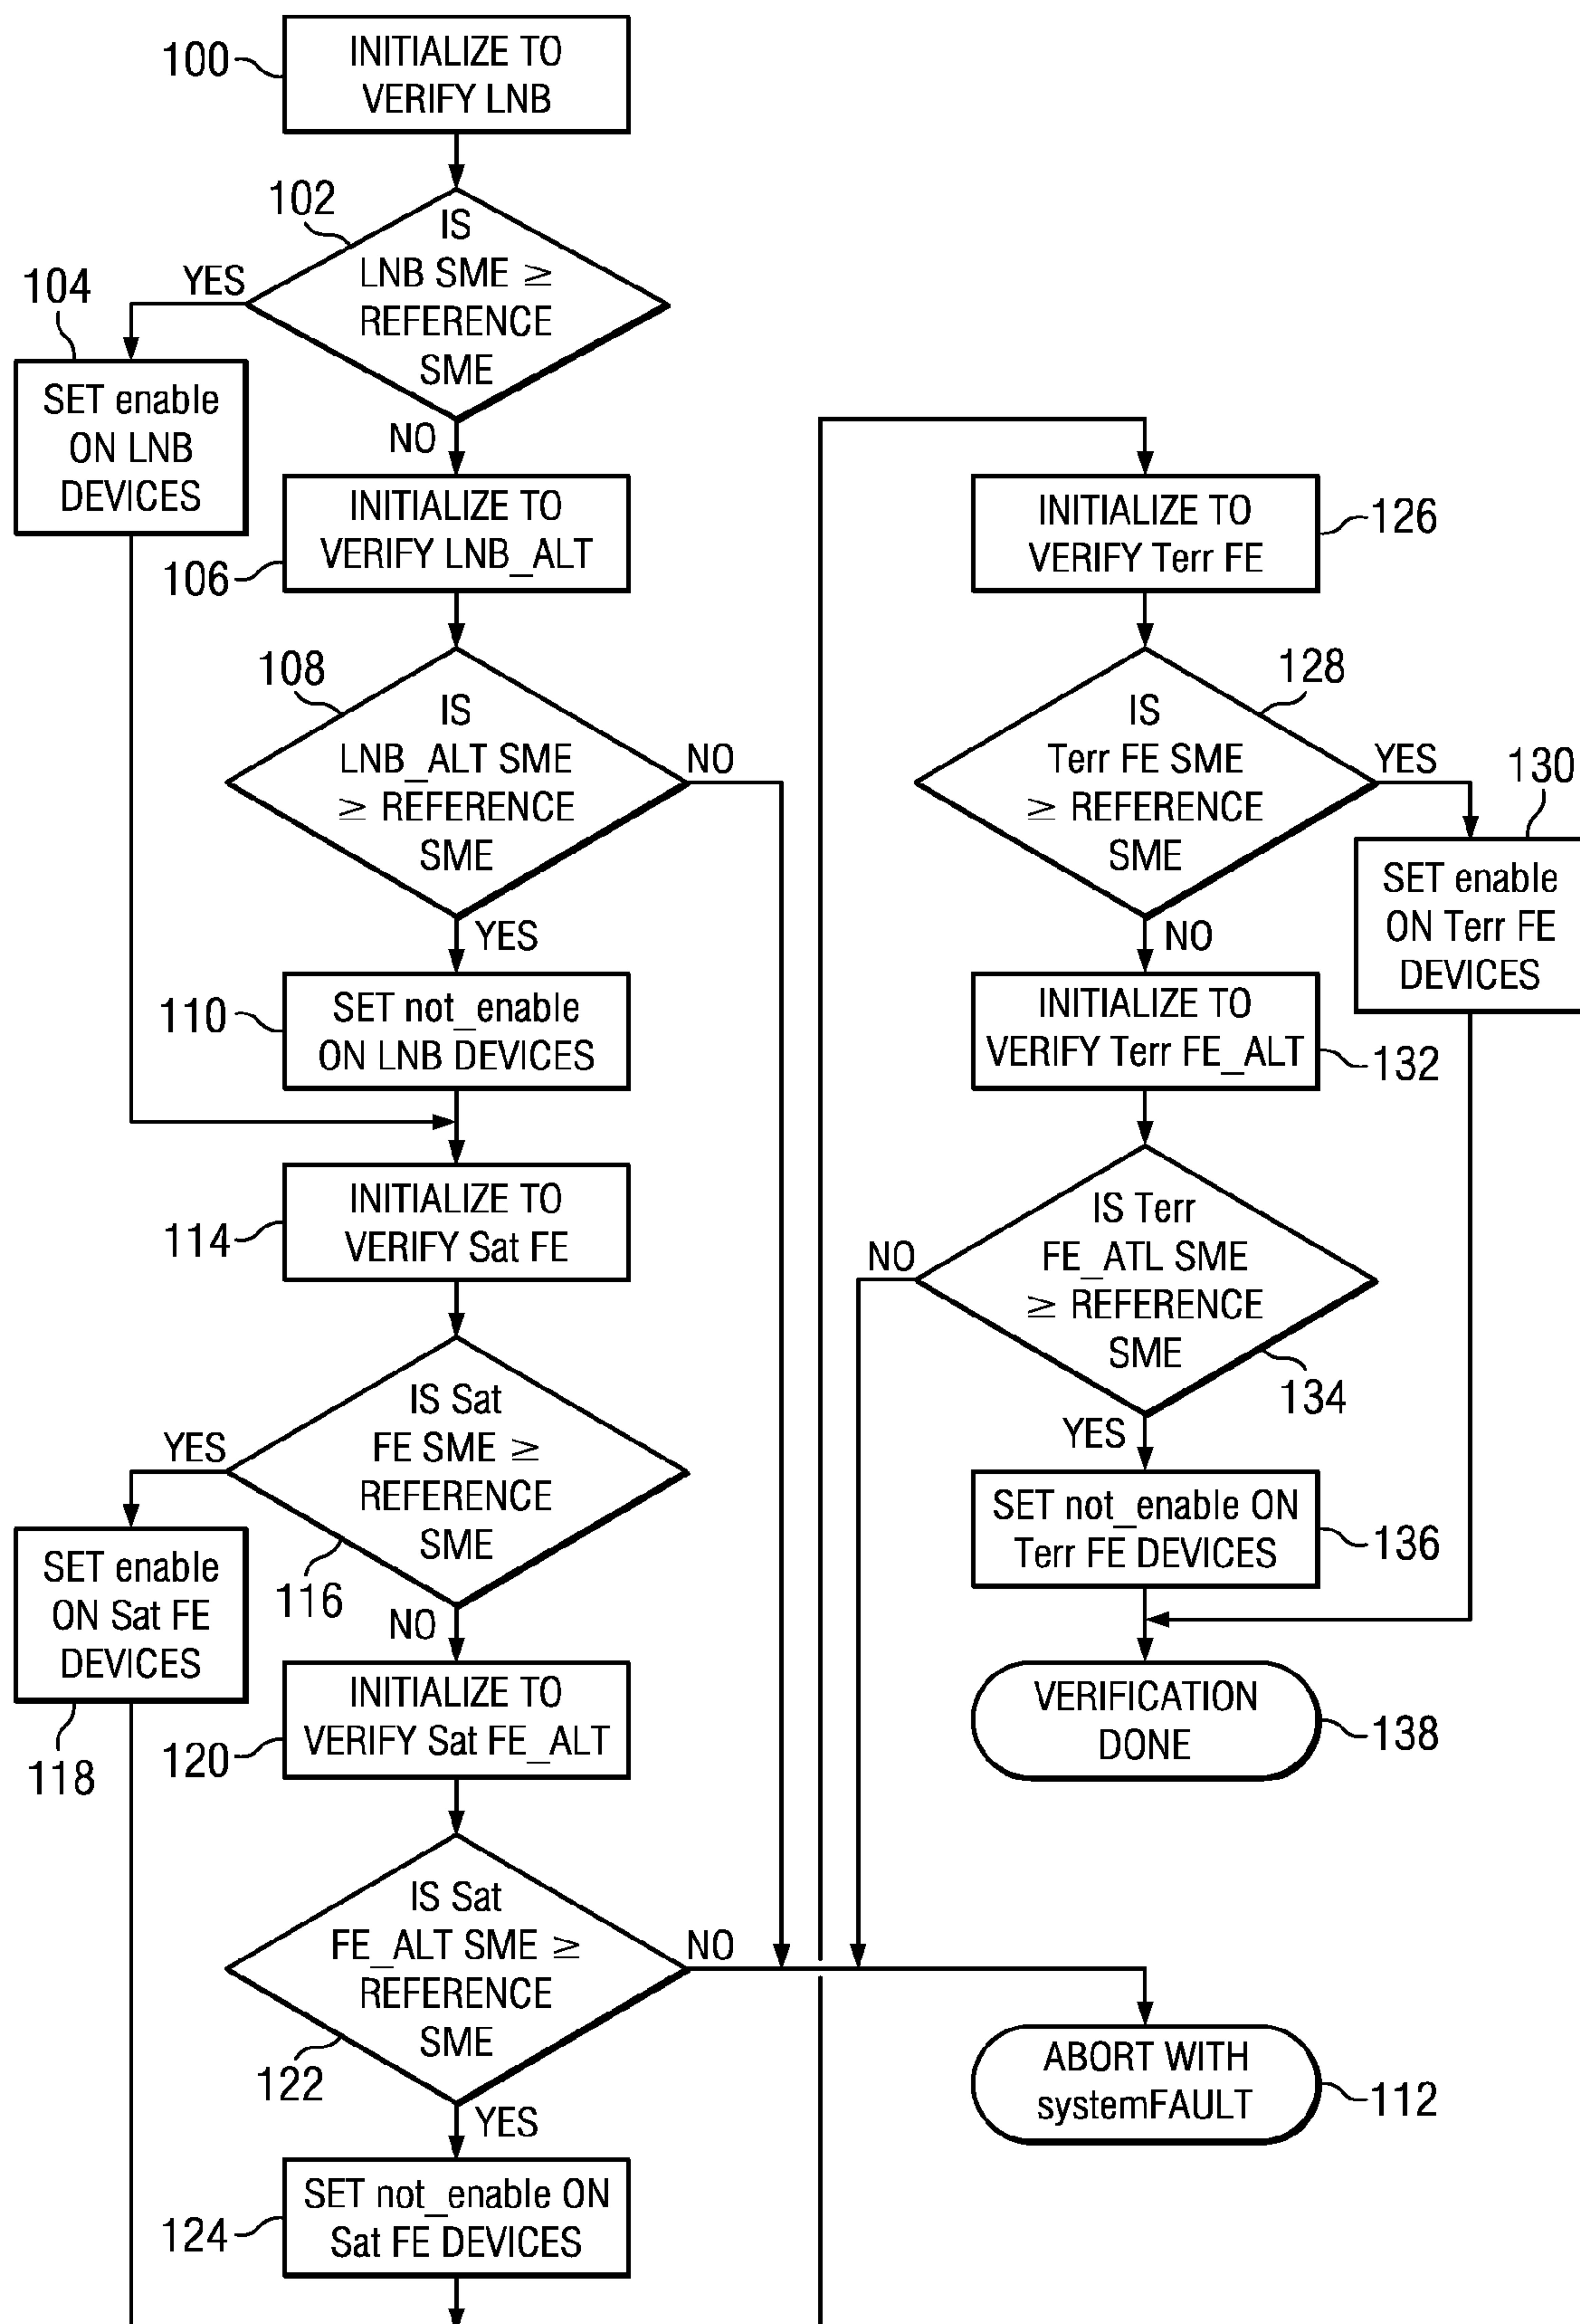 100
INITIALIZE TO
VERIFY LNB
102
IS
LNB SME ≥
REFERENCE
SME
YES
NO
104
SET enable
ON LNB
DEVICES
INITIALIZE TO
VERIFY LNB_ALT
106
108
IS
LNB_ALT SME
≥ REFERENCE
SME
NO
YES
110
SET not_enable
ON LNB DEVICES
114
INITIALIZE TO
VERIFY Sat FE
IS Sat
FE SME ≥
REFERENCE
SME
116
YES
NO
SET enable
ON Sat FE
DEVICES
118
INITIALIZE TO
VERIFY Sat FE_ALT
120
IS Sat
FE_ALT SME ≥
REFERENCE
SME
122
NO
YES
SET not_enable ON
Sat FE DEVICES
124
INITIALIZE TO
VERIFY Terr FE
126
128
IS
Terr FE SME
≥ REFERENCE
SME
YES
NO
130
SET enable
ON Terr FE
DEVICES
INITIALIZE TO
VERIFY Terr FE_ALT
132
IS Terr
FE_ATL SME
≥ REFERENCE
SME
134
NO
YES
SET not_enable ON
Terr FE DEVICES
136
VERIFICATION
DONE
138
ABORT WITH
systemFAULT
112